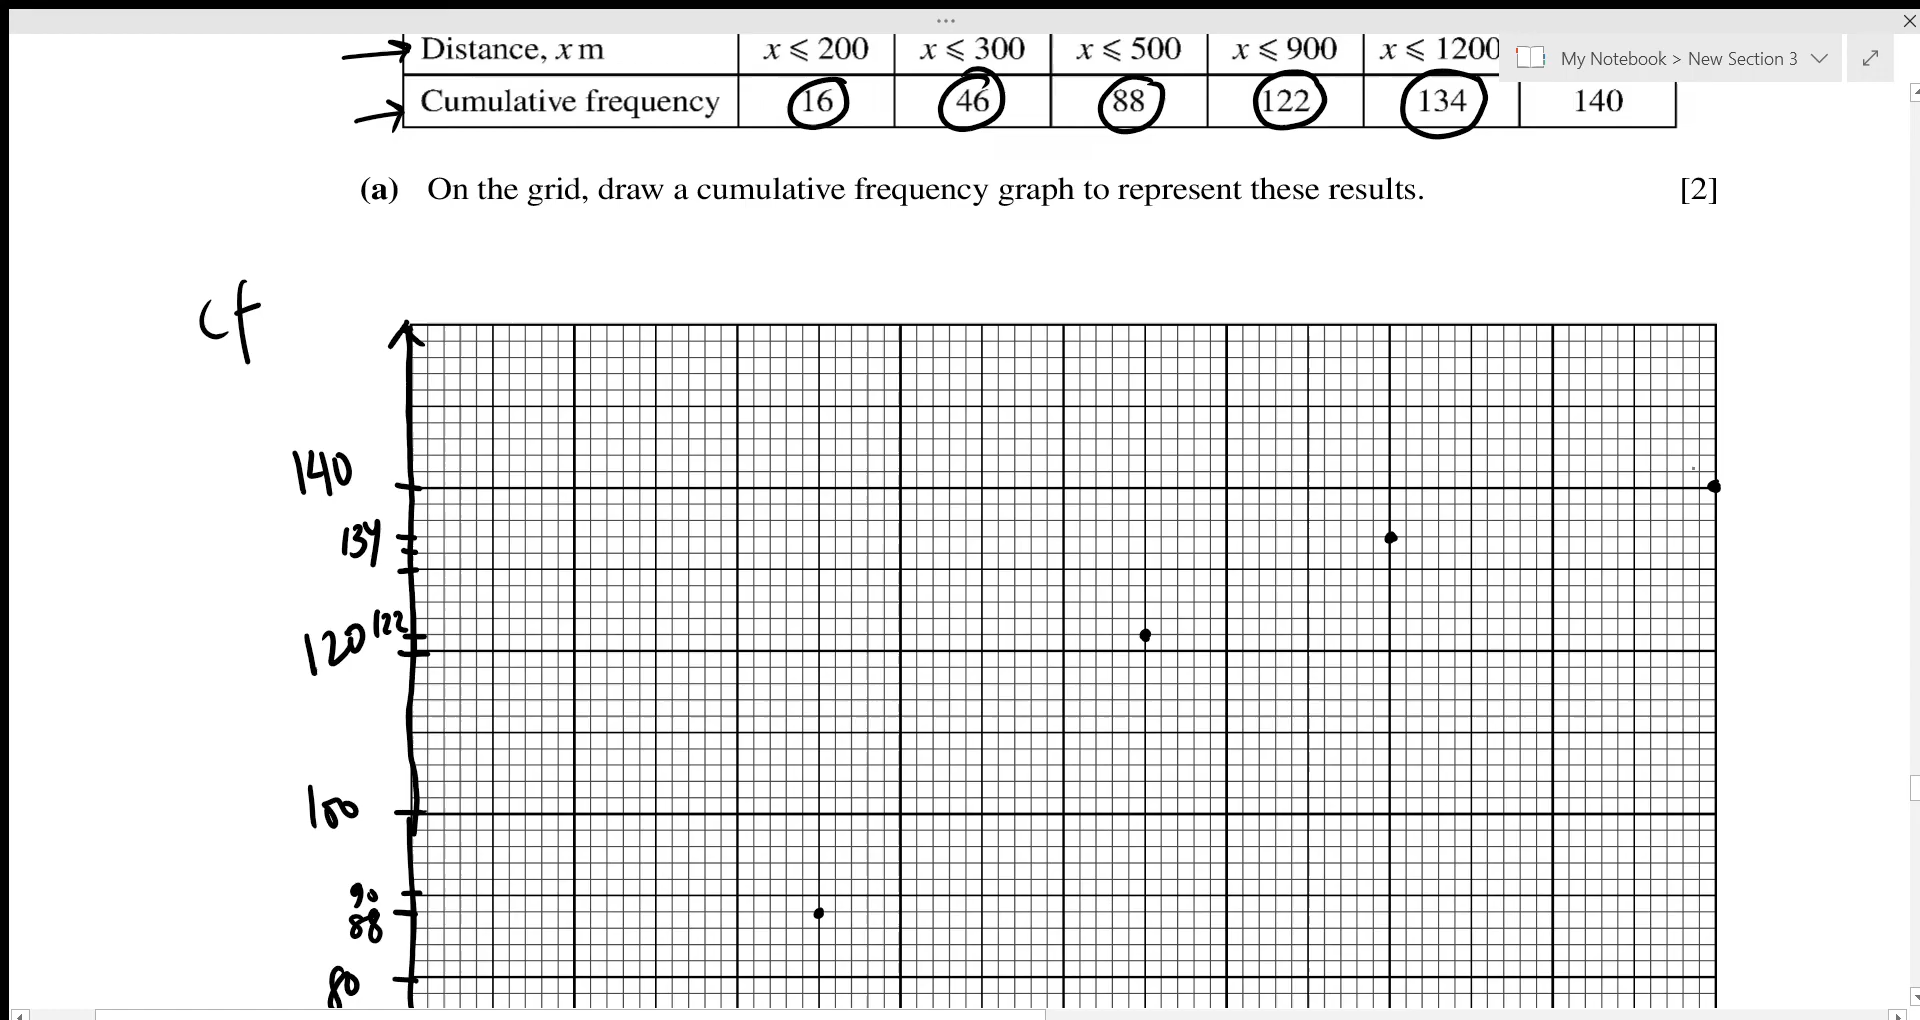 ...
Distance, x m x ⩽ 200 x ⩽ 300 x ⩽ 500 x ⩽ 900 x ⩽ 1200
My Notebook > New Section 3
Cumulative frequency 16 46 88 122 134 140
(a) On the grid, draw a cumulative frequency graph to represent these results. [2]
cf
140
134
120 122
100
90
88
80